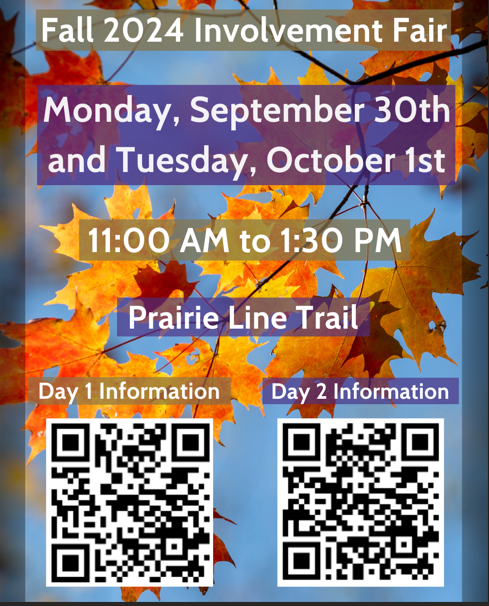 Fall 2024 Involvement Fair
Monday, September 30th
and Tuesday, October 1st
11:00 AM to 1:30 PM
Prairie Line Trail
Day 1 Information
Day 2 Information